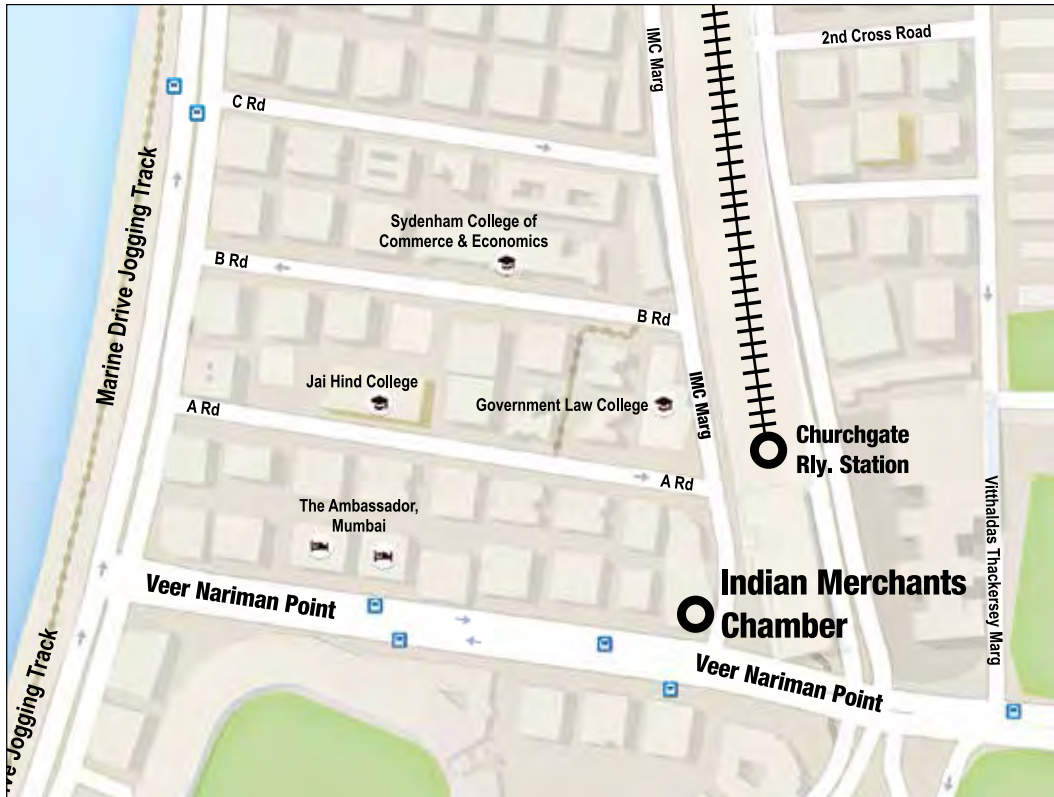 2nd Cross Road
IMC Marg
C Rd
Marine Drive Jogging Track
Sydenham College of
Commerce & Economics
B Rd
B Rd
Jai Hind College
Government Law College
IMC Marg
A Rd
Churchgate
Rly. Station
A Rd
The Ambassador,
Mumbai
Vitthaldas Thackersey Marg
Veer Nariman Point
Indian Merchants
Chamber
Veer Nariman Point
ve Jogging Track